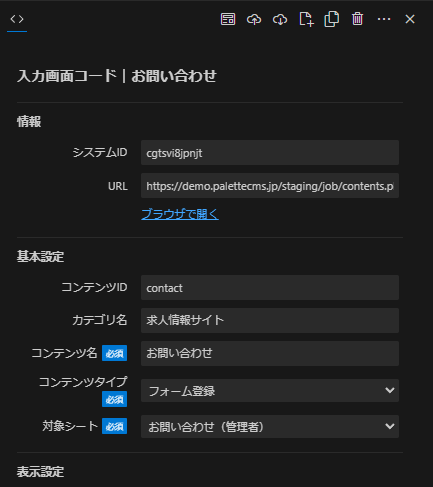 入力画面コード | お問い合わせ
情報
システムID
cgtsvi8jpnjt
URL
https://demo.palettecms.jp/staging/job/contents.p
ブラウザで開く
基本設定
コンテンツID
contact
カテゴリ名
求人情報サイト
コンテンツ名 必須
お問い合わせ
コンテンツタイプ
必須
フォーム登録
対象シート 必須
お問い合わせ（管理者）
表示設定